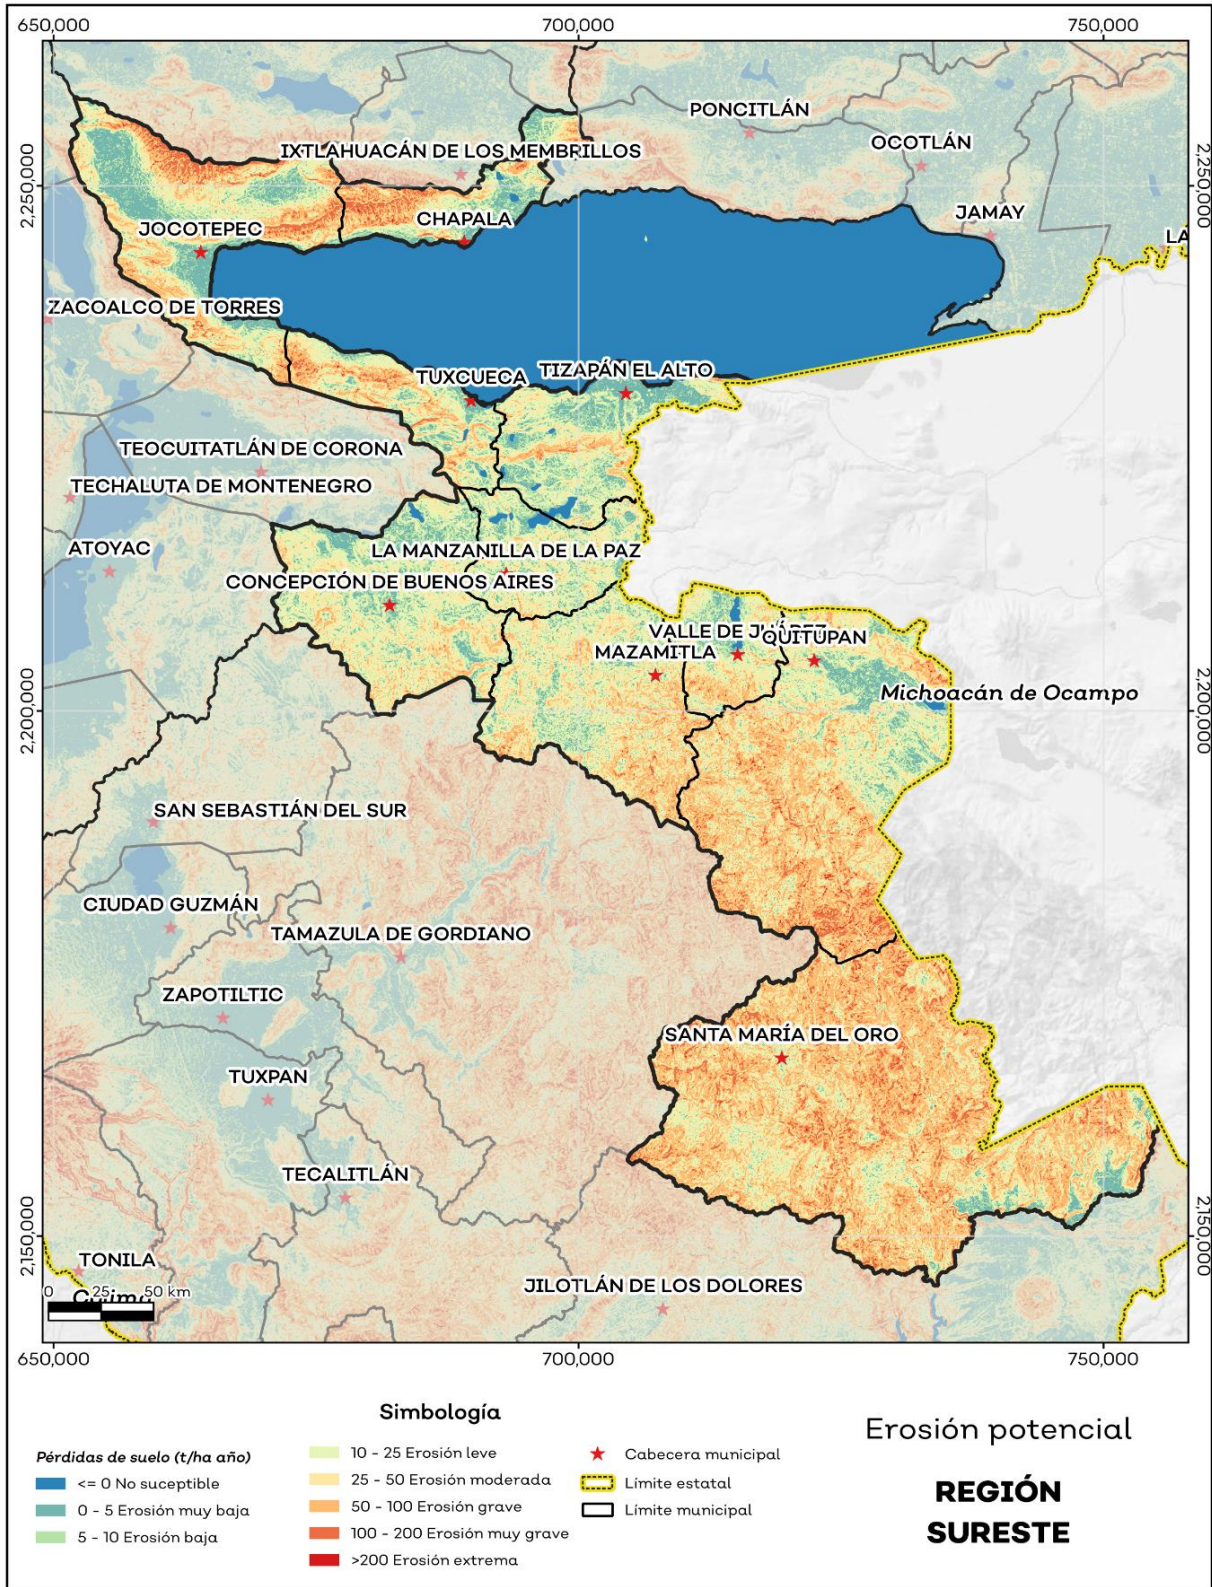 650,000
700,000
750,000
PONCITLÁN
OCOTLÁN
IXTLAHUACÁN DE LOS MEMBRILLOS
2,250,000
2,250,000
JAMAY
CHAPALA
JOCOTEPEC
LA
ZACOALCO DE TORRES
TIZAPÁN EL ALTO
TUXCUECA
TEOCUITATLÁN DE CORONA
TECHALUTA DE MONTENEGRO
ATOYAC
LA MANZANILLA DE LA PAZ
CONCEPCIÓN DE BUENOS AIRES
VALLE DE JUÁREZ
QUITUPAN
MAZAMITLA
Michoacán de Ocampo
2,200,000
2,200,000
SAN SEBASTIÁN DEL SUR
CIUDAD GUZMÁN
TAMAZULA DE GORDIANO
ZAPOTILTIC
SANTA MARÍA DEL ORO
TUXPAN
TECALITLÁN
2,150,000
2,150,000
TONILA
JILOTLÁN DE LOS DOLORES
Colima
0 25 50 km
650,000
700,000
750,000
Simbología
Pérdidas de suelo (t/ha año)
<= 0 No suceptible
0 - 5 Erosión muy baja
5 - 10 Erosión baja
10 - 25 Erosión leve
25 - 50 Erosión moderada
50 - 100 Erosión grave
100 - 200 Erosión muy grave
>200 Erosión extrema
Cabecera municipal
Límite estatal
Límite municipal
Erosión potencial
REGIÓN
SURESTE